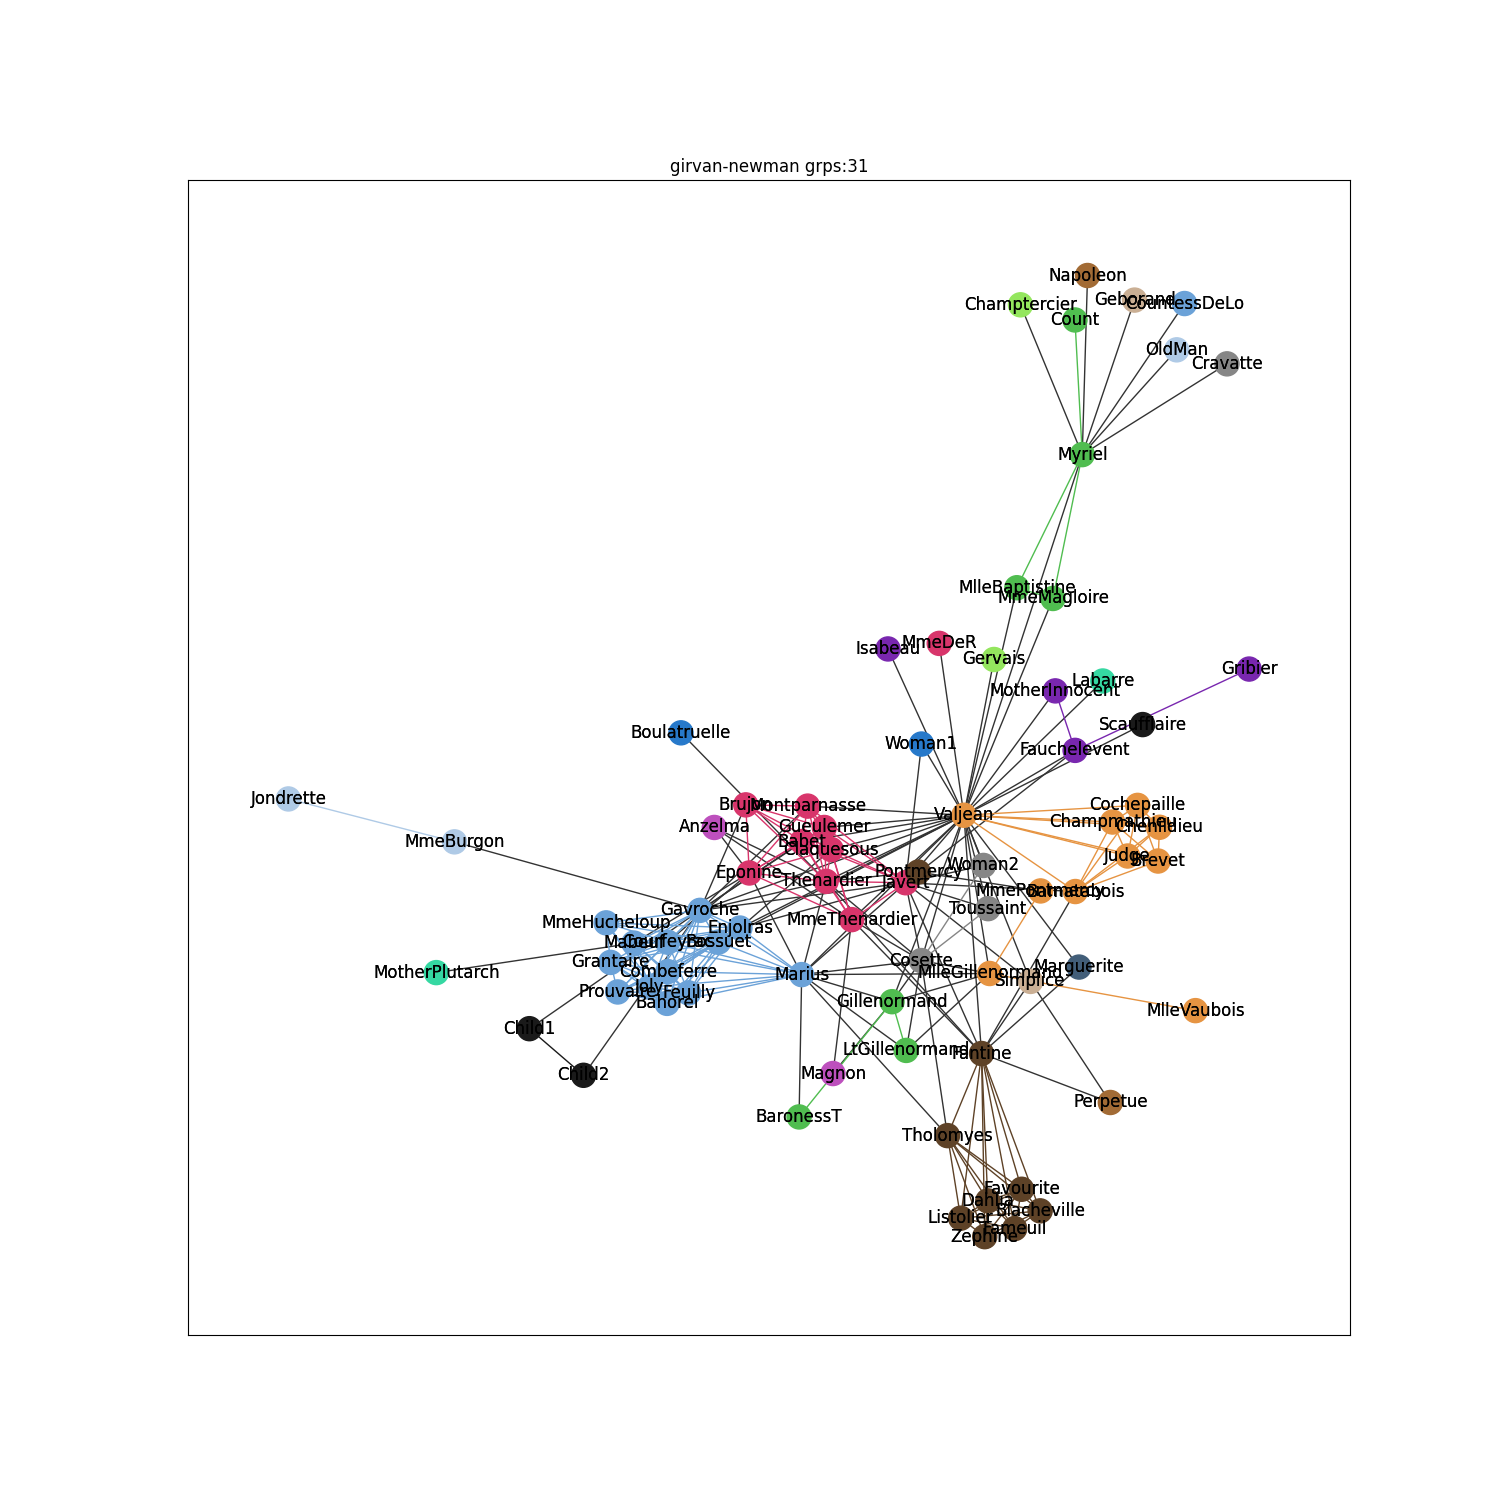 girvan-newman grps:31
Napoleon
Champtercier
Geborand
CountessDeLo
Count
OldMan
Cravatte
Myriel
MlleBaptistine
MmeMagloire
Isabeau
MmeDeR
Gervais
Gribier
Labarre
MotherInnocent
Scaufflaire
Boulatruelle
Woman1
Fauchelevent
Jondrette
Brujon
Montparnasse
Cochepaille
Valjean
Champmathieu
Anzelma
Gueulemer
Chenildieu
MmeBurgon
Babet
Claquesous
Judge
Brevet
Woman2
Eponine
Pontmercy
Thenardier
Javert
MmePontmercy
Bamatabois
Gavroche
Toussaint
MmeHucheloup
MmeThenardier
Enjolras
Mabeuf
Courfeyrac
Bossuet
Grantaire
Cosette
Marguerite
MotherPlutarch
Combeferre
Marius
MlleGillenormand
Simplice
Joly
Prouvaire
Feuilly
Bahorel
Gillenormand
MlleVaubois
Child1
LtGillenormand
Fantine
Child2
Magnon
Perpetue
BaronessT
Tholomyes
Favourite
Dahlia
Blacheville
Listolier
Fameuil
Zephine